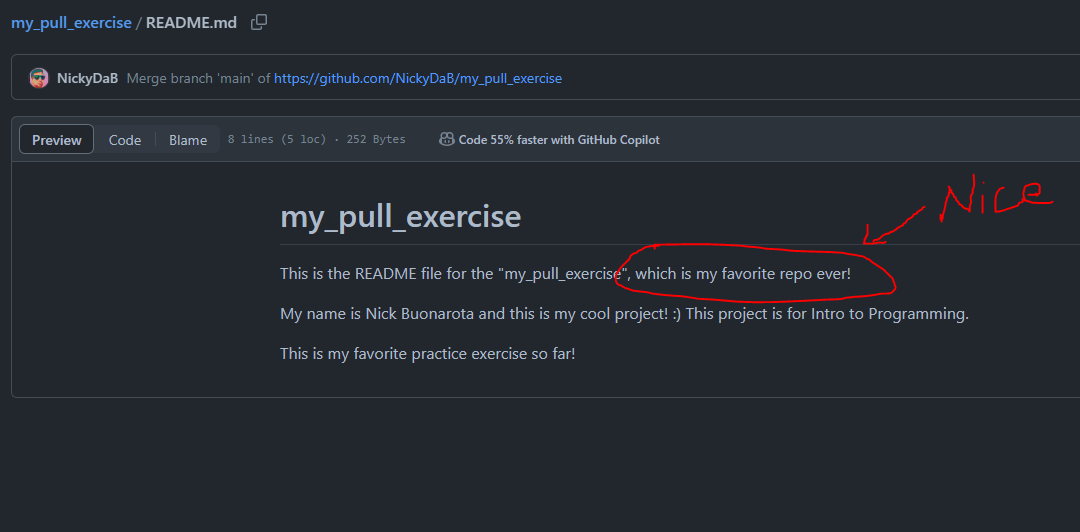 my_pull_exercise / README.md
NickyDaB Merge branch 'main' of https://github.com/NickyDaB/my_pull_exercise
Preview Code Blame 8 lines (5 loc) · 252 Bytes Code 55% faster with GitHub Copilot
Nice
my_pull_exercise
This is the README file for the "my_pull_exercise", which is my favorite repo ever!
My name is Nick Buonarota and this is my cool project! :) This project is for Intro to Programming.
This is my favorite practice exercise so far!